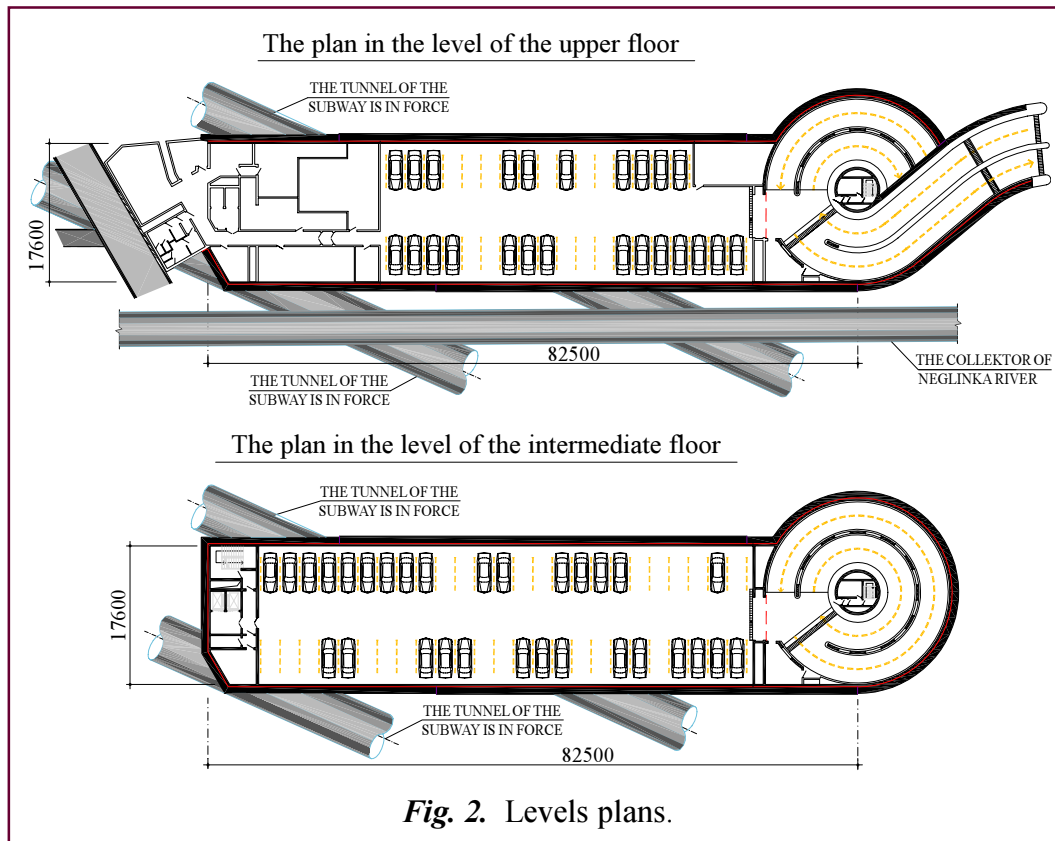 The plan in the level of the upper floor
THE TUNNEL OF THE
SUBWAY IS IN FORCE
17600
82500
THE TUNNEL OF THE
SUBWAY IS IN FORCE
THE COLLEKTOR OF
NEGLINKA RIVER
The plan in the level of the intermediate floor
THE TUNNEL OF THE
SUBWAY IS IN FORCE
17600
THE TUNNEL OF THE
SUBWAY IS IN FORCE
82500
Fig. 2. Levels plans.